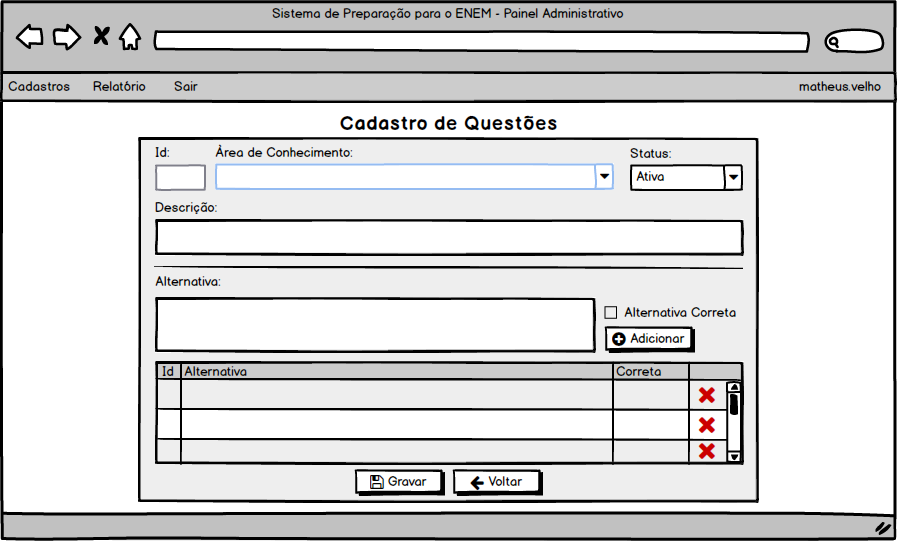 Sistema de Preparação para o ENEM - Painel Administrativo
Cadastros Relatório Sair matheus.velho
Cadastro de Questões
Id: Àrea de Conhecimento: Status:
Ativa
Descrição:
Alternativa:
Alternativa Correta
Adicionar
Id Alternativa Correta
Gravar Voltar